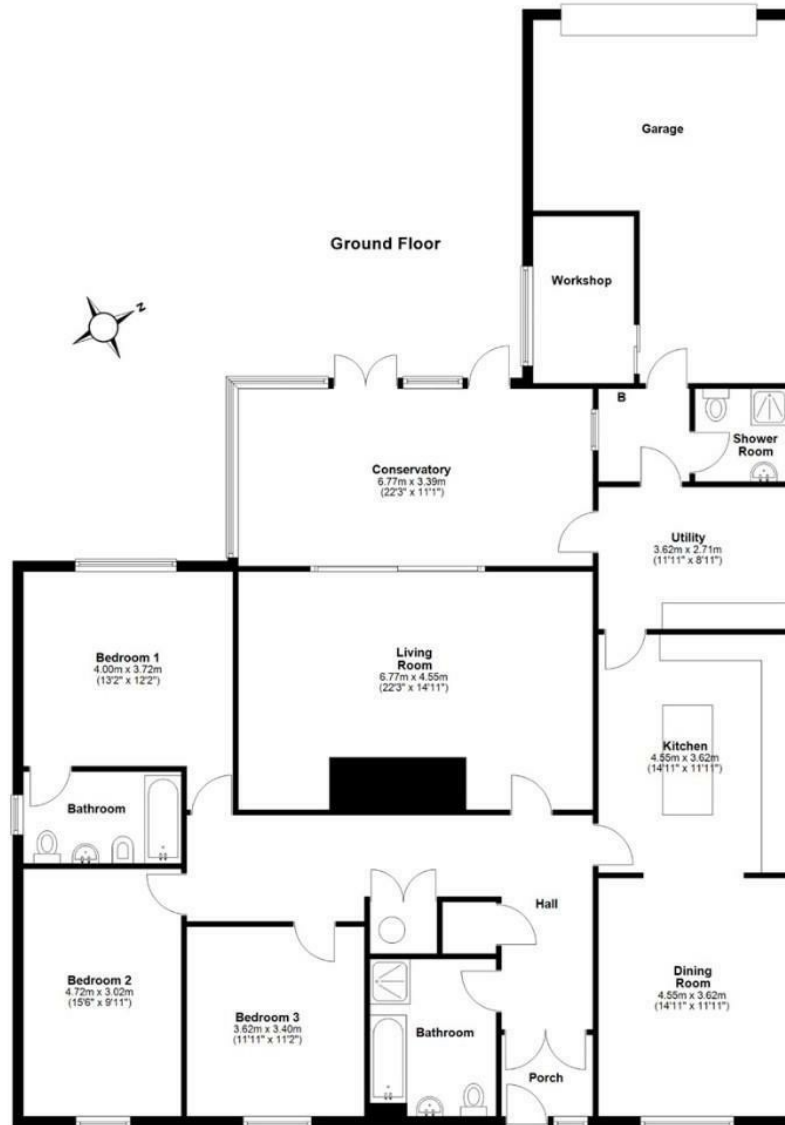 Garage
Ground Floor
Workshop
N
B
Shower
Room
Conservatory
6.77m x 3.39m
(22'3" x 11'1")
Utility
3.62m x 2.71m
(11'11" x 8'11")
Bedroom 1
4.00m x 3.72m
(13'2" x 12'2")
Living
Room
6.77m x 4.55m
(22'3" x 14'11")
Kitchen
4.55m x 3.62m
(14'11" x 11'11")
Bathroom
Hall
Bedroom 2
4.72m x 3.02m
(15'6" x 9'11")
Bedroom 3
3.62m x 3.40m
(11'11" x 11'2")
Bathroom
Dining
Room
4.55m x 3.62m
(14'11" x 11'11")
Porch